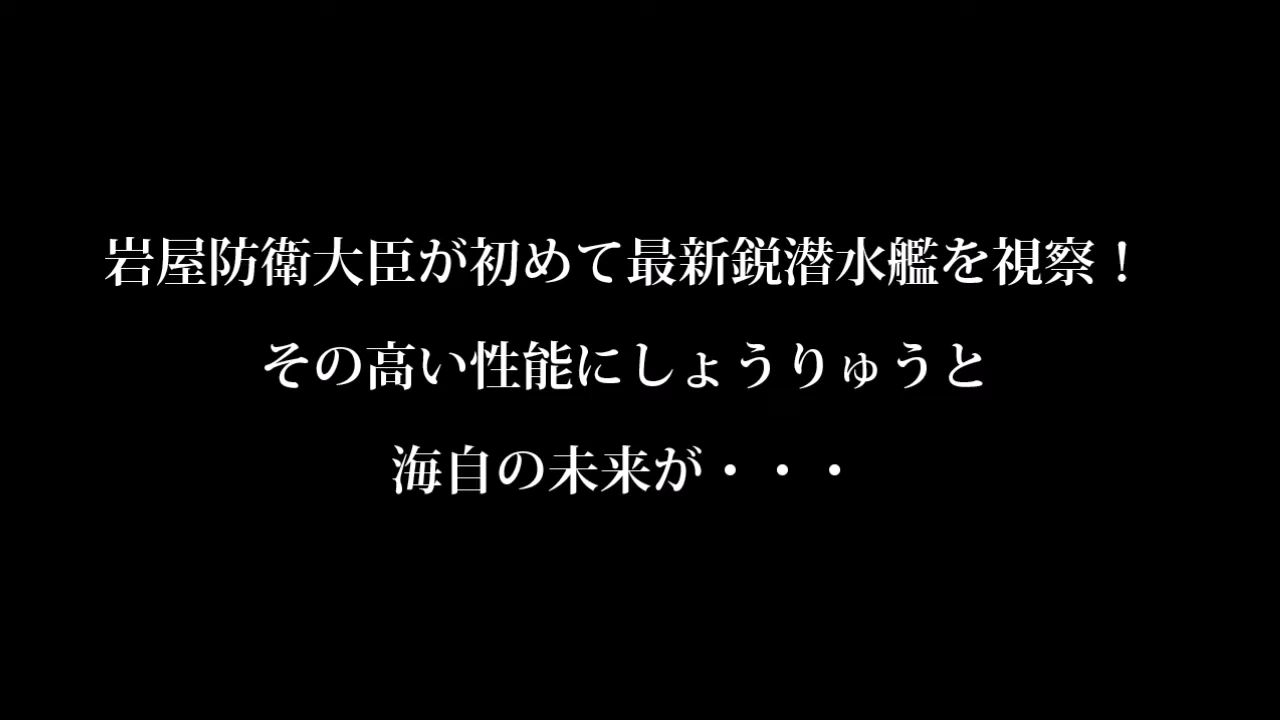 岩屋防衛大臣が初めて最新鋭潜水艦を視察！
その高い性能にしょうりゅうと
海自の未来が・・・